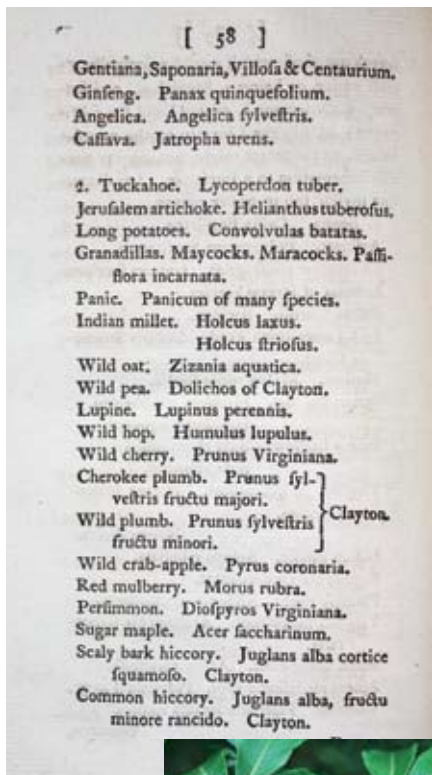 [ 58 ]
Gentiana, Saponaria, Villoſa & Centaurium.
Ginſeng. Panax quinquefolium.
Angelica. Angelica ſylveſtris.
Caſſava. Jatropha urens.
2. Tuckahoe. Lycoperdon tuber.
Jeruſalem artichoke. Helianthus tuberoſus.
Long potatoes. Convolvulas batatas.
Granadillas. Maycocks. Maracocks. Paſſi-
flora incarnata.
Panic. Panicum of many ſpecies.
Indian millet. Holcus laxus.
Holcus ſtrioſus.
Wild oat. Zizania aquatica.
Wild pea. Dolichos of Clayton.
Lupine. Lupinus perennis.
Wild hop. Humulus lupulus.
Wild cherry. Prunus Virginiana.
Cherokee plumb. Prunus ſyl-
veſtris fructu majori.
Wild plumb. Prunus ſylveſtris
fructu minori.
Clayton.
Wild crab-apple. Pyrus coronaria.
Red mulberry. Morus rubra.
Perſimmon. Dioſpyros Virginiana.
Sugar maple. Acer ſaccharinum.
Scaly bark hiccory. Juglans alba cortice
ſquamoſo. Clayton.
Common hiccory. Juglans alba, fructu
minore rancido. Clayton.